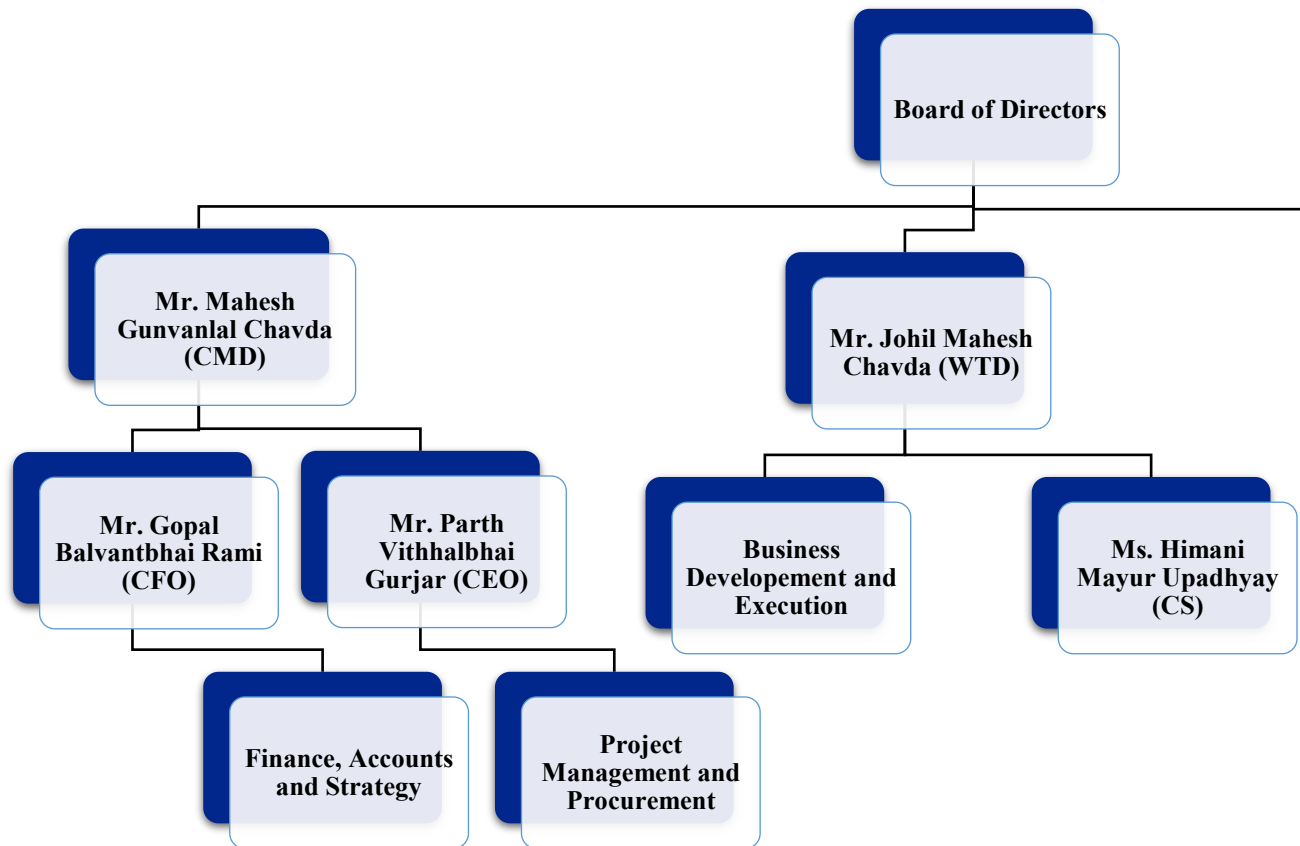 Board of Directors
Mr. Mahesh
Gunvanlal Chavda
(CMD)
Mr. Johil Mahesh
Chavda (WTD)
Mr. Gopal
Balvantbhai Rami
(CFO)
Mr. Parth
Vithhalbhai
Gurjar (CEO)
Business
Developement and
Execution
Ms. Himani
Mayur Upadhyay
(CS)
Finance, Accounts
and Strategy
Project
Management and
Procurement